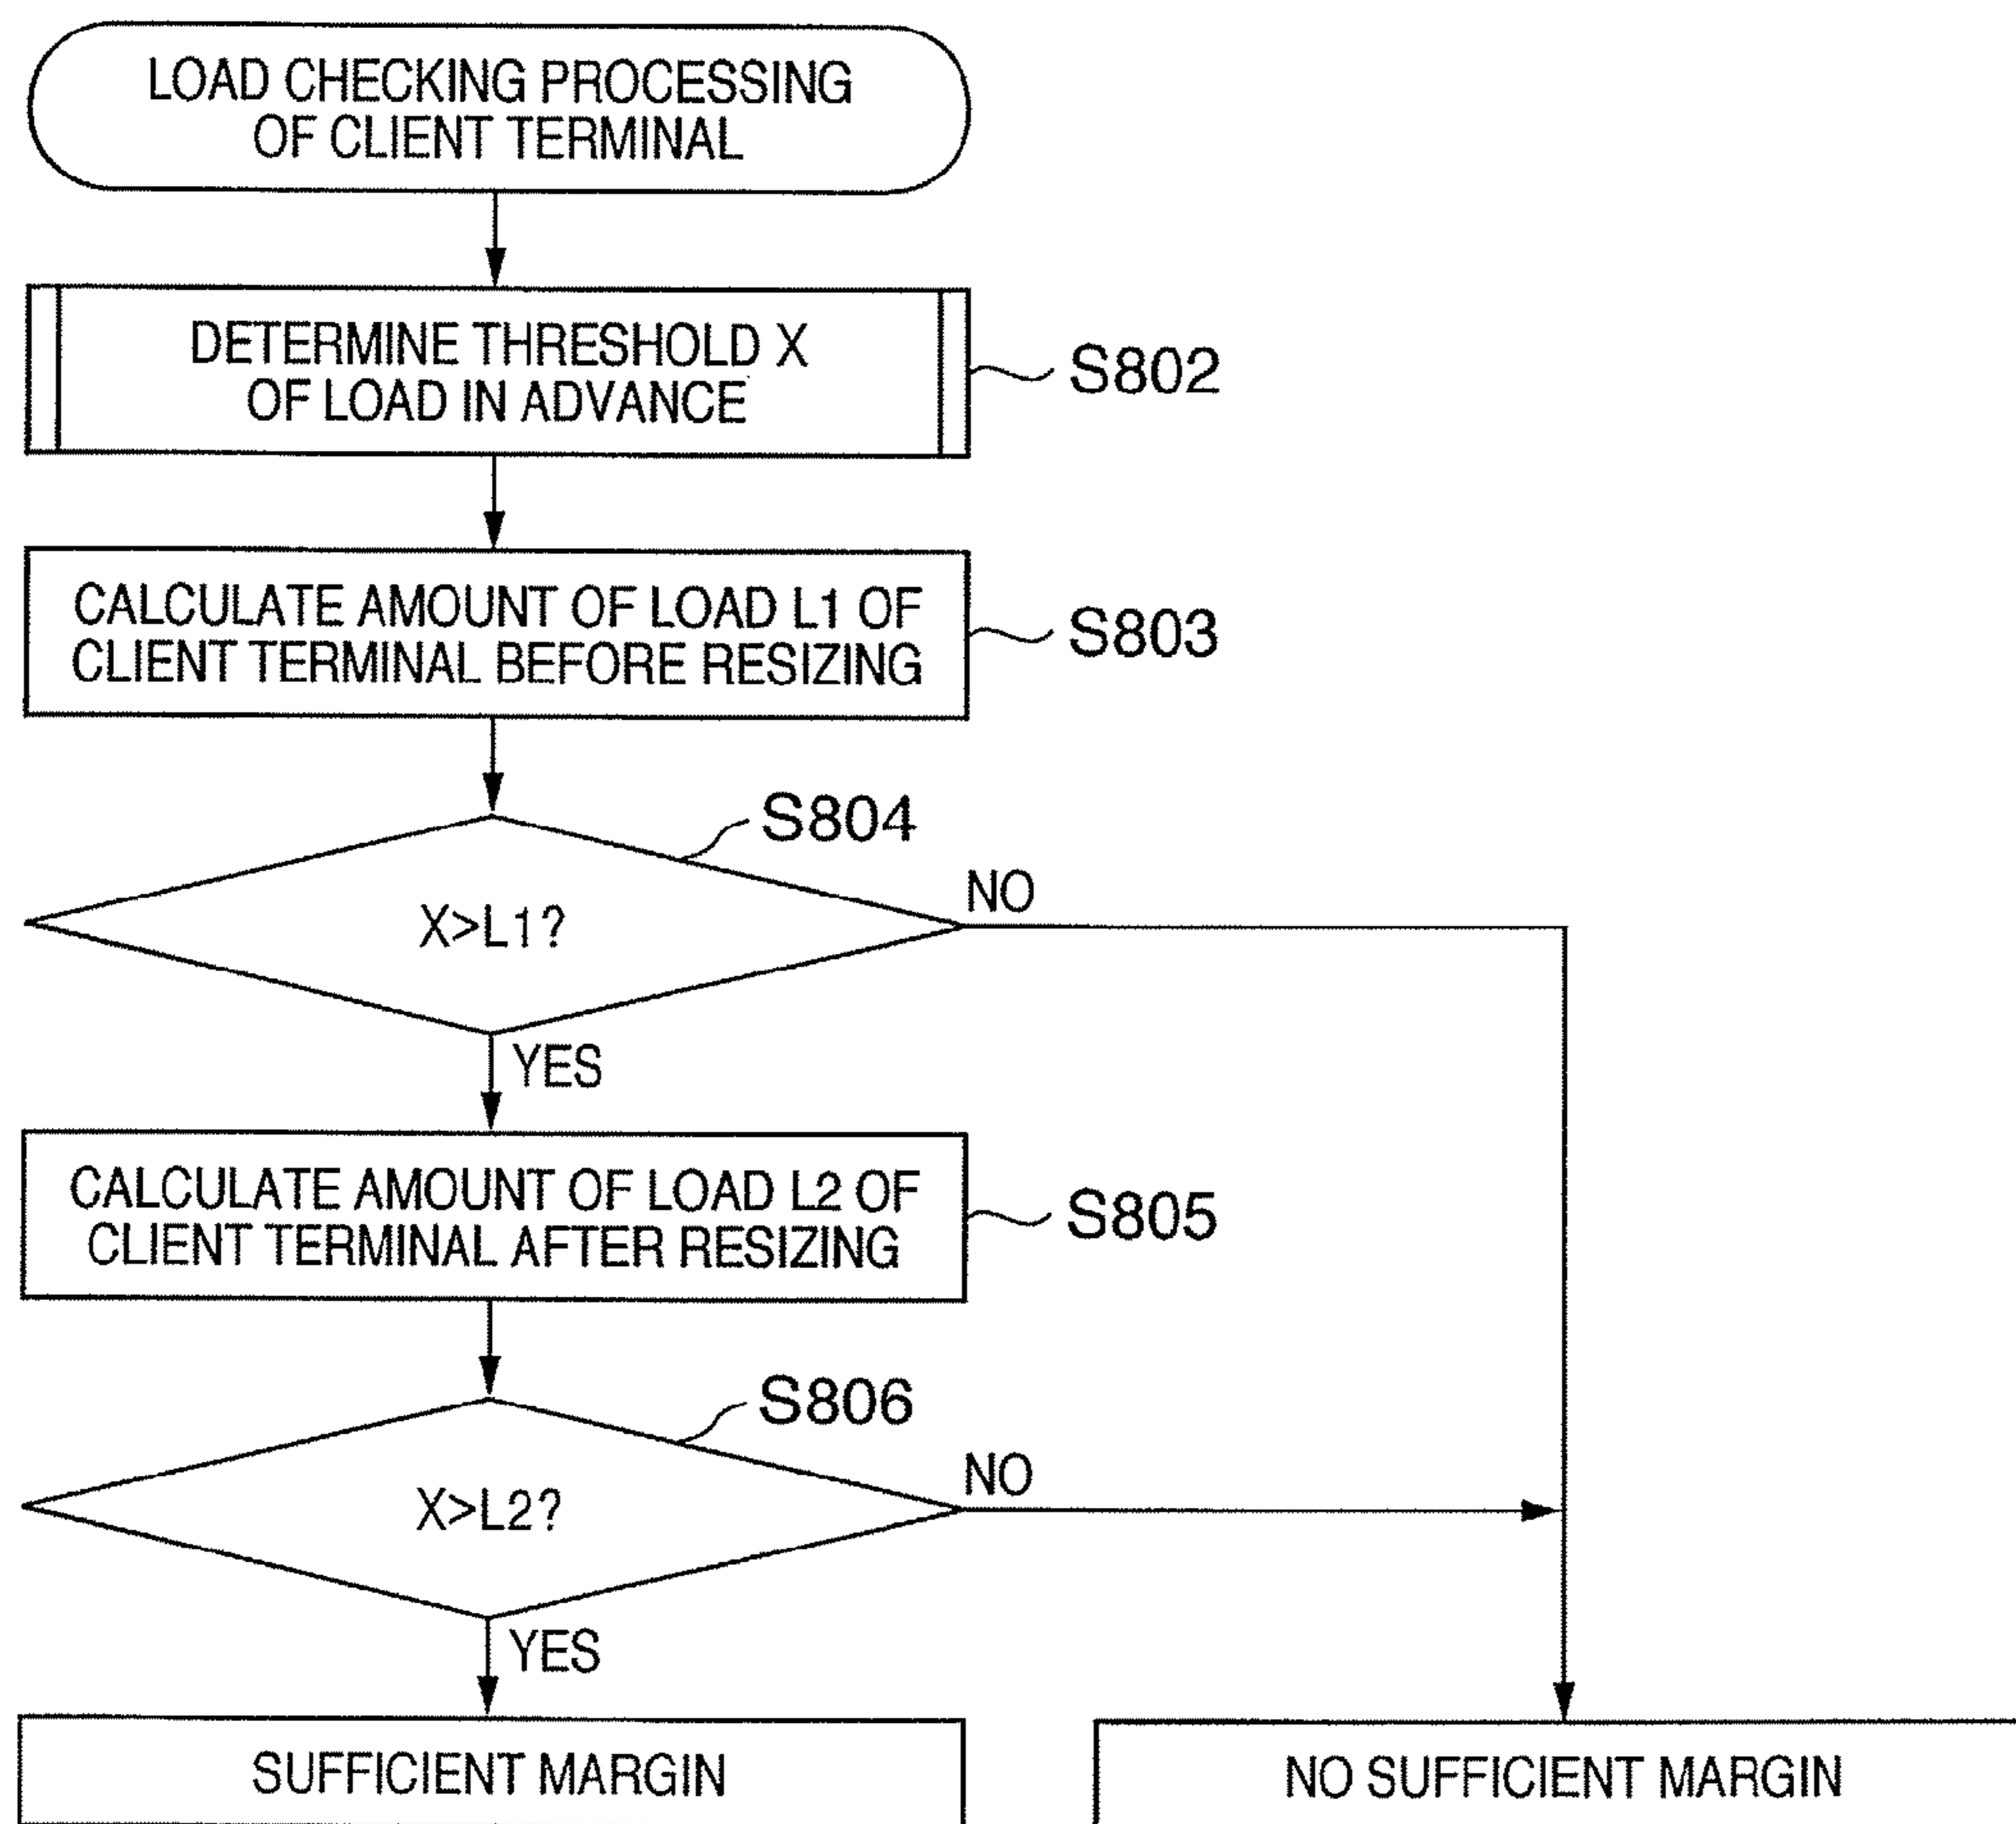 LOAD CHECKING PROCESSING
OF CLIENT TERMINAL
DETERMINE THRESHOLD X
OF LOAD IN ADVANCE
S802
CALCULATE AMOUNT OF LOAD L1 OF
CLIENT TERMINAL BEFORE RESIZING
S803
S804
X>L1?
NO
YES
CALCULATE AMOUNT OF LOAD L2 OF
CLIENT TERMINAL AFTER RESIZING
S805
S806
X>L2?
NO
YES
SUFFICIENT MARGIN
NO SUFFICIENT MARGIN